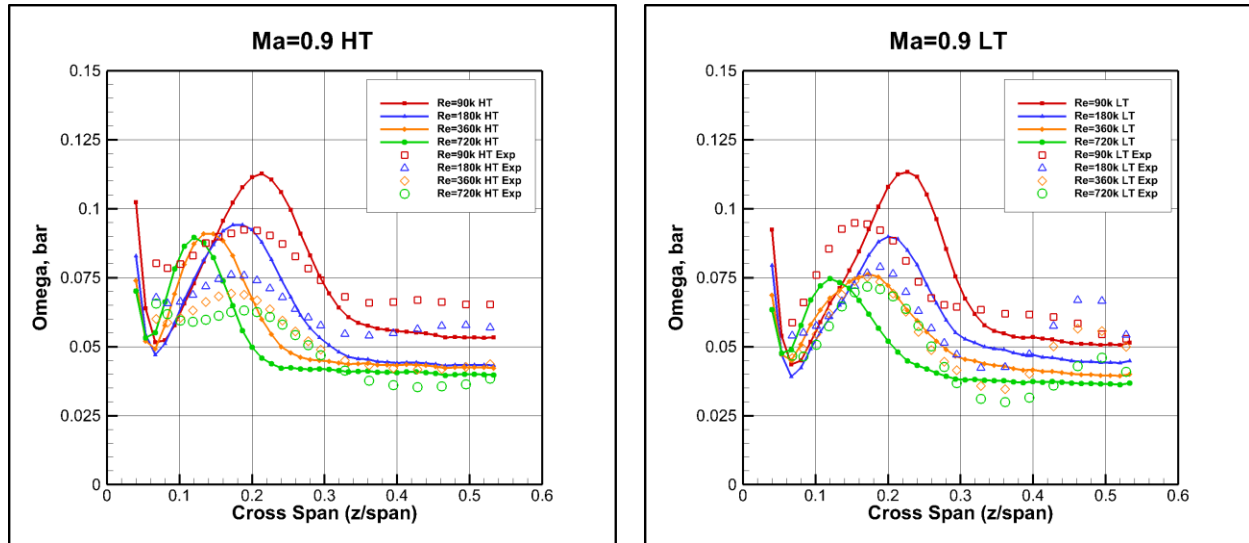 Ma=0.9 HT
0.15
0.125
0.1
0.075
0.05
0.025
0
Omega, bar
Re=90k HT
Re=180k HT
Re=360k HT
Re=720k HT
Re=90k HT Exp
Re=180k HT Exp
Re=360k HT Exp
Re=720k HT Exp
0 0.1 0.2 0.3 0.4 0.5 0.6
Cross Span (z/span)
Ma=0.9 LT
0.15
0.125
0.1
0.075
0.05
0.025
0
Omega, bar
Re=90k LT
Re=180k LT
Re=360k LT
Re=720k LT
Re=90k LT Exp
Re=180k LT Exp
Re=360k LT Exp
Re=720k LT Exp
0 0.1 0.2 0.3 0.4 0.5 0.6
Cross Span (z/span)